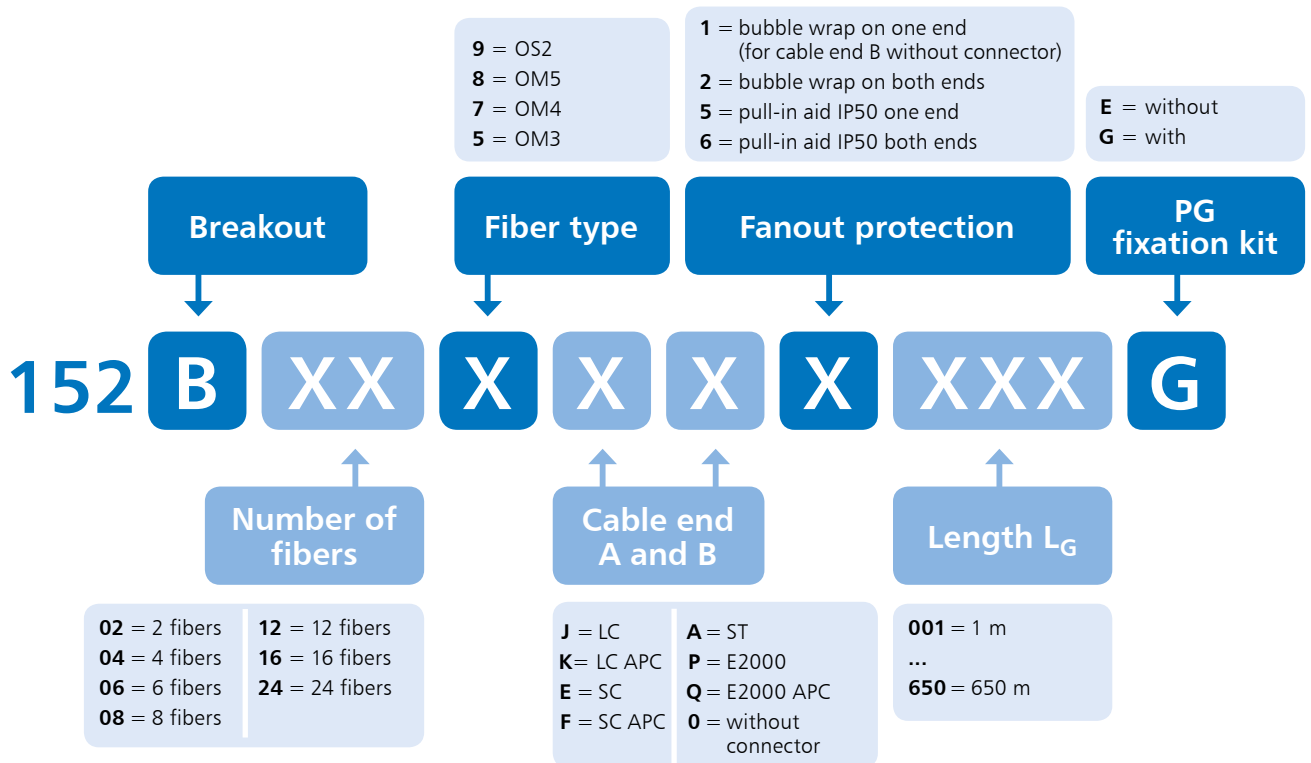 9 = OS2
8 = OM5
7 = OM4
5 = OM3
1 = bubble wrap on one end
(for cable end B without connector)
2 = bubble wrap on both ends
5 = pull-in aid IP50 one end
6 = pull-in aid IP50 both ends
E = without
G = with
Breakout
Fiber type
Fanout protection
PG
fixation kit
152 B XX X X X X XXX G
Number of
fibers
Cable end
A and B
Length LG
02 = 2 fibers
04 = 4 fibers
06 = 6 fibers
08 = 8 fibers
12 = 12 fibers
16 = 16 fibers
24 = 24 fibers
J = LC
K= LC APC
E = SC
F = SC APC
A = ST
P = E2000
Q = E2000 APC
0 = without
connector
001 = 1 m
...
650 = 650 m